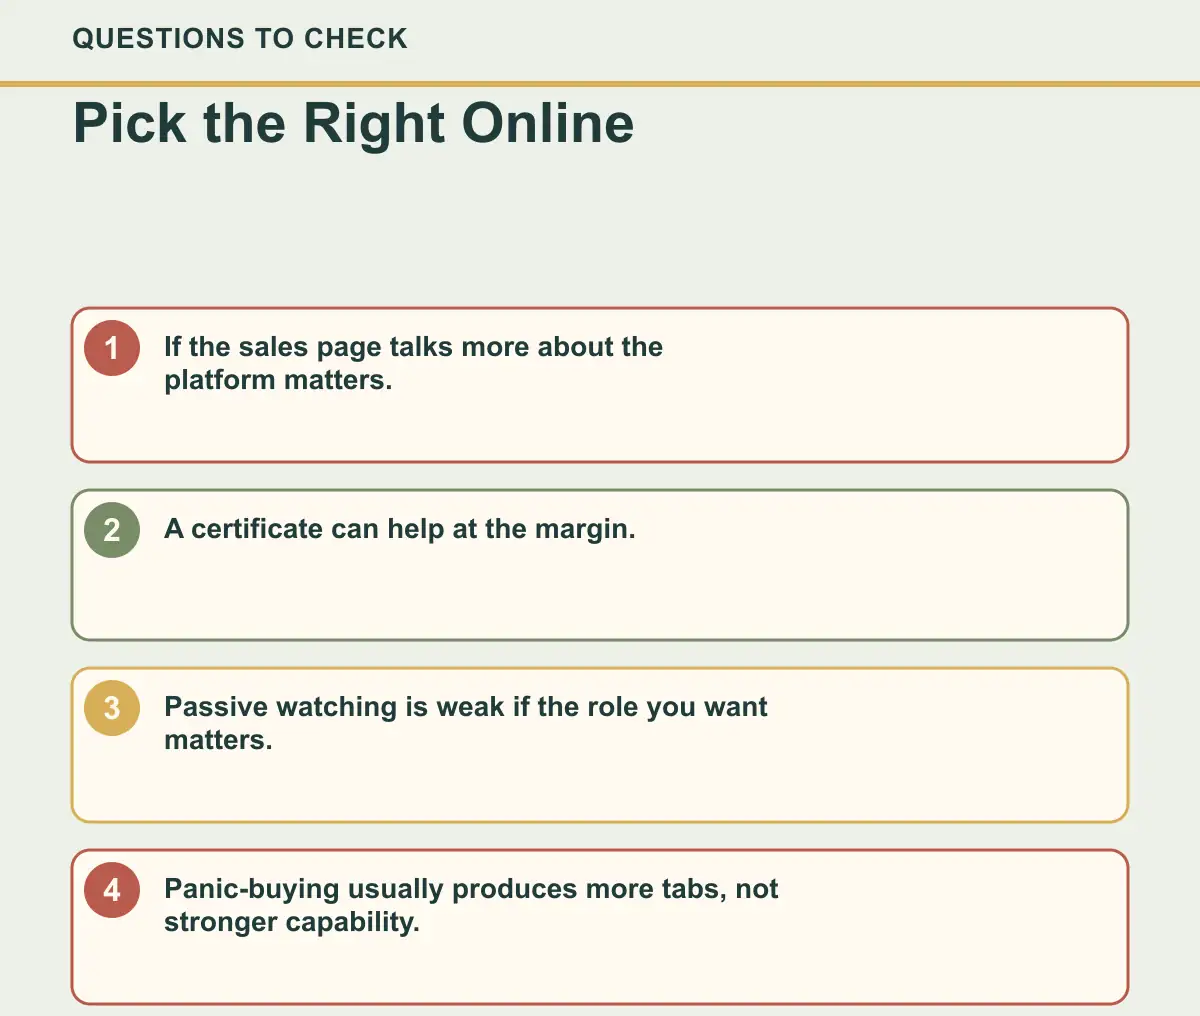 QUESTIONS TO CHECK
Pick the Right Online
1
If the sales page talks more about the
platform matters.
2
A certificate can help at the margin.
3
Passive watching is weak if the role you want
matters.
4
Panic-buying usually produces more tabs, not
stronger capability.